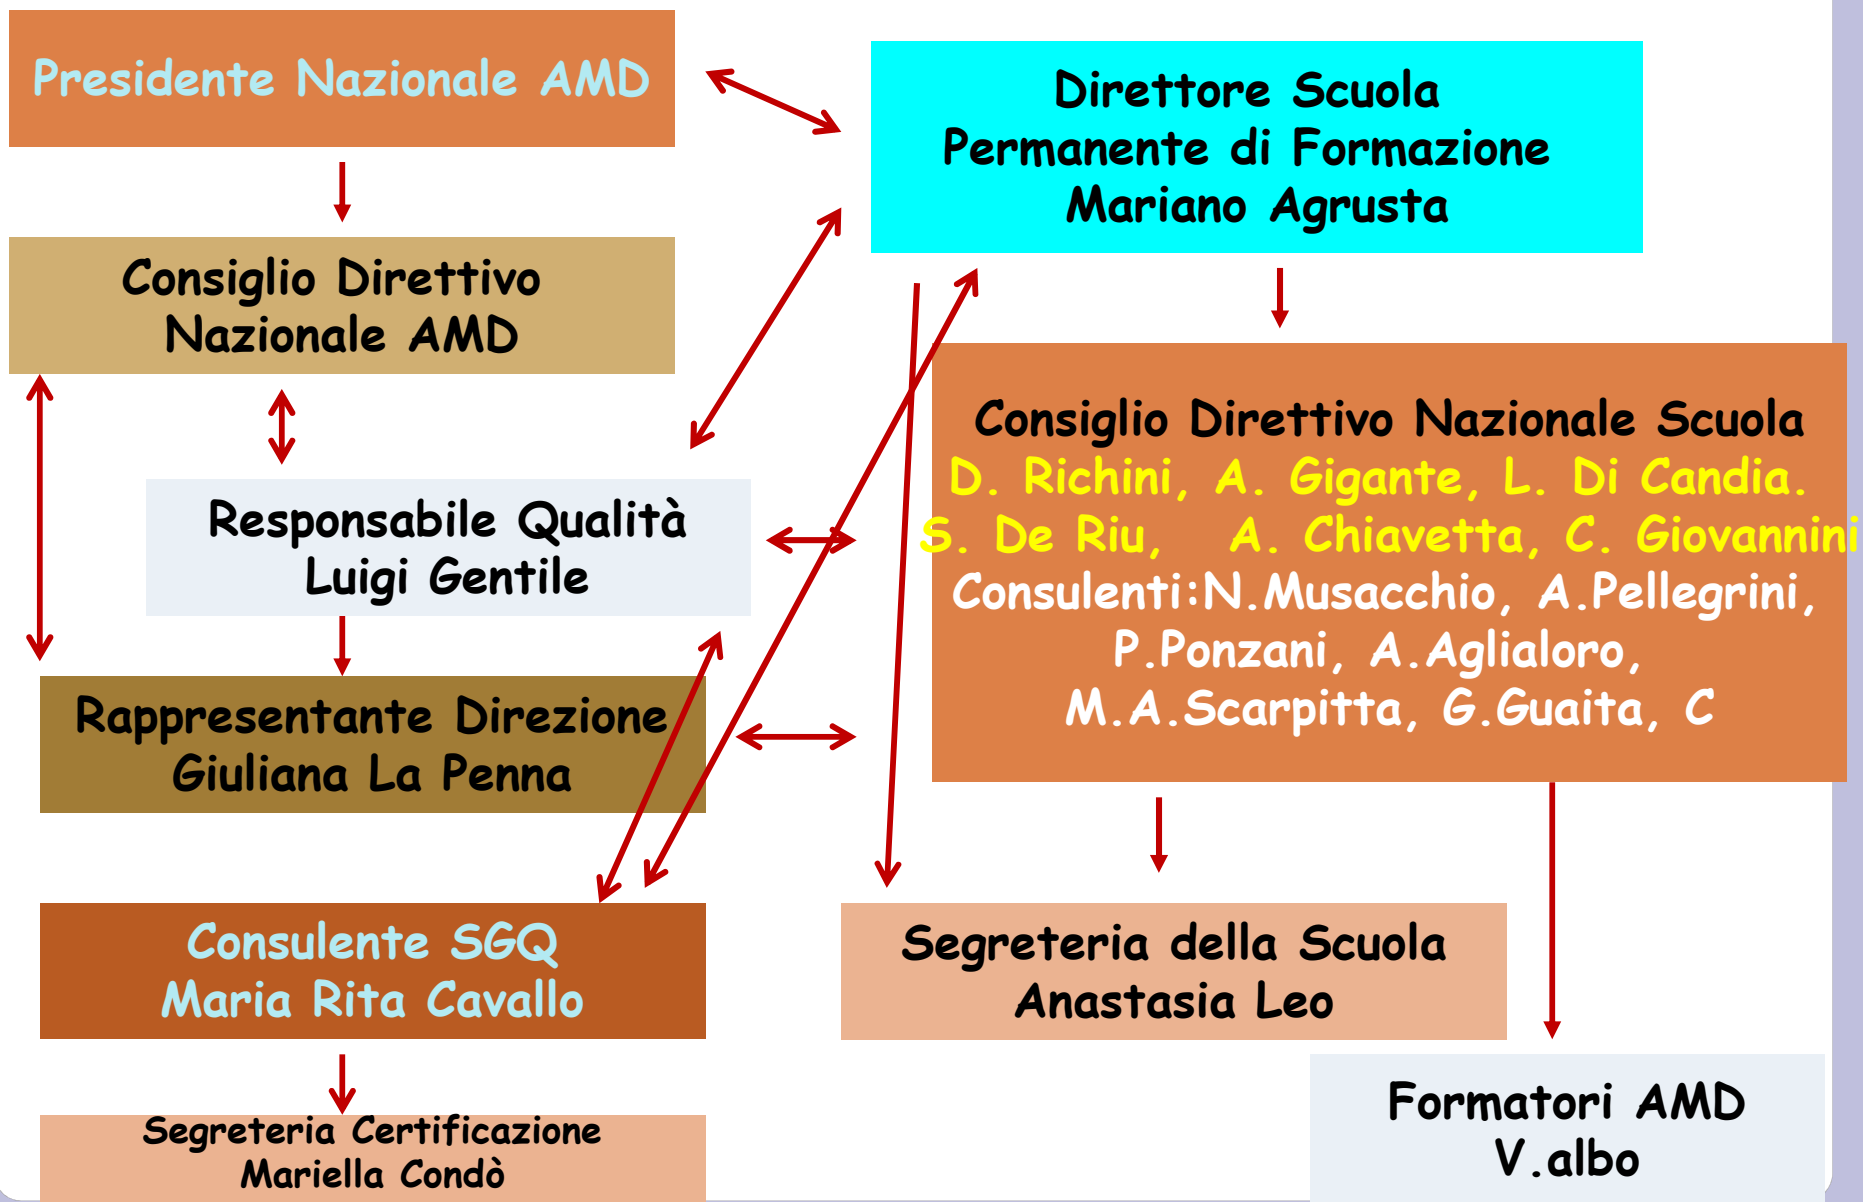 Presidente Nazionale AMD
Direttore Scuola
Permanente di Formazione
Mariano Agrusta
Consiglio Direttivo
Nazionale AMD
Consiglio Direttivo Nazionale Scuola
D. Richini, A. Gigante, L. Di Candia.
S. De Riu, A. Chiavetta, C. Giovannini
Consulenti:N.Musacchio, A.Pellegrini,
P.Ponzani, A.Aglialoro,
M.A.Scarpitta, G.Guaita, C
Responsabile Qualità
Luigi Gentile
Rappresentante Direzione
Giuliana La Penna
Consulente SGQ
Maria Rita Cavallo
Segreteria della Scuola
Anastasia Leo
Segreteria Certificazione
Mariella Condò
Formatori AMD
V.albo